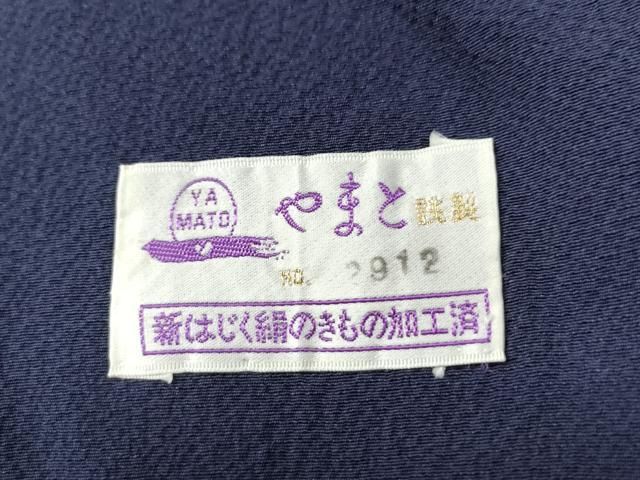 YA
MATO
やまと謹製
NO. 2912
新はじく絹のきもの加工済